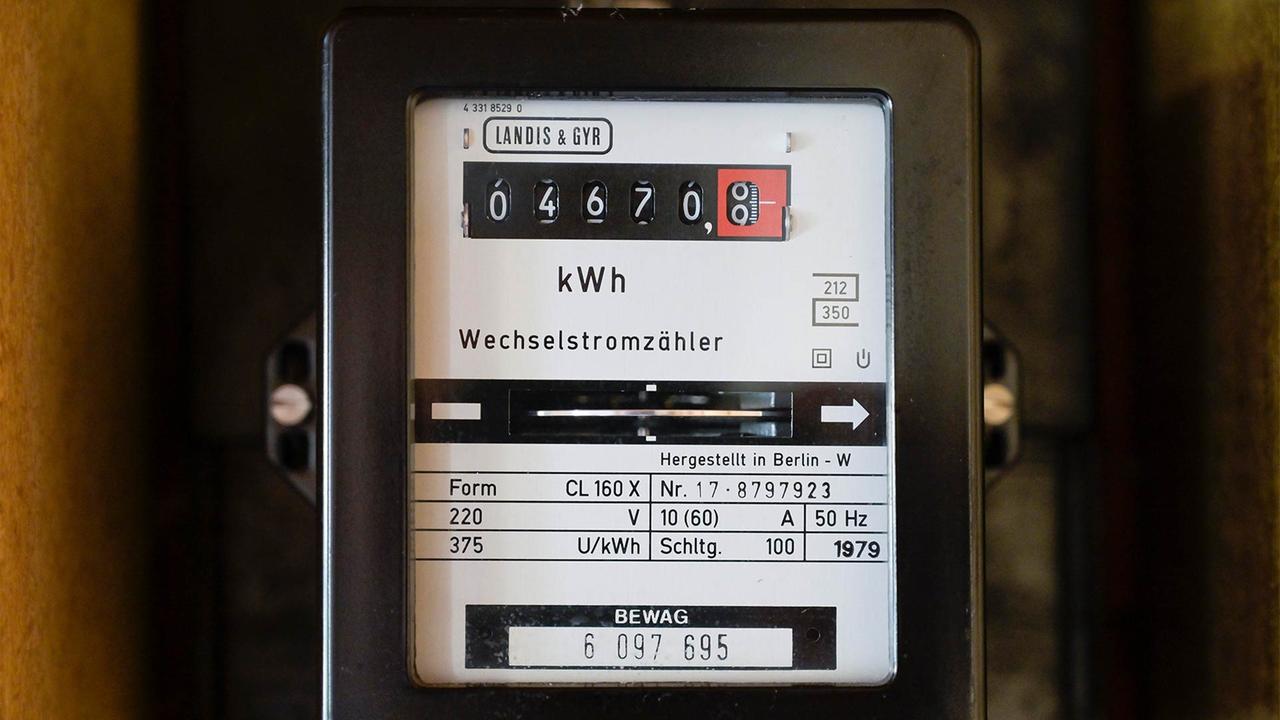 4 331 8529 0
LANDIS & GYR
0 4 6 7 0 , 8 9
kWh
212
350
Wechselstromzähler
Hergestellt in Berlin - W
Form CL 160 X Nr. 17·8797923
220 V 10 (60) A 50 Hz
375 U/kWh Schltg. 100 1979
BEWAG
6 097 695